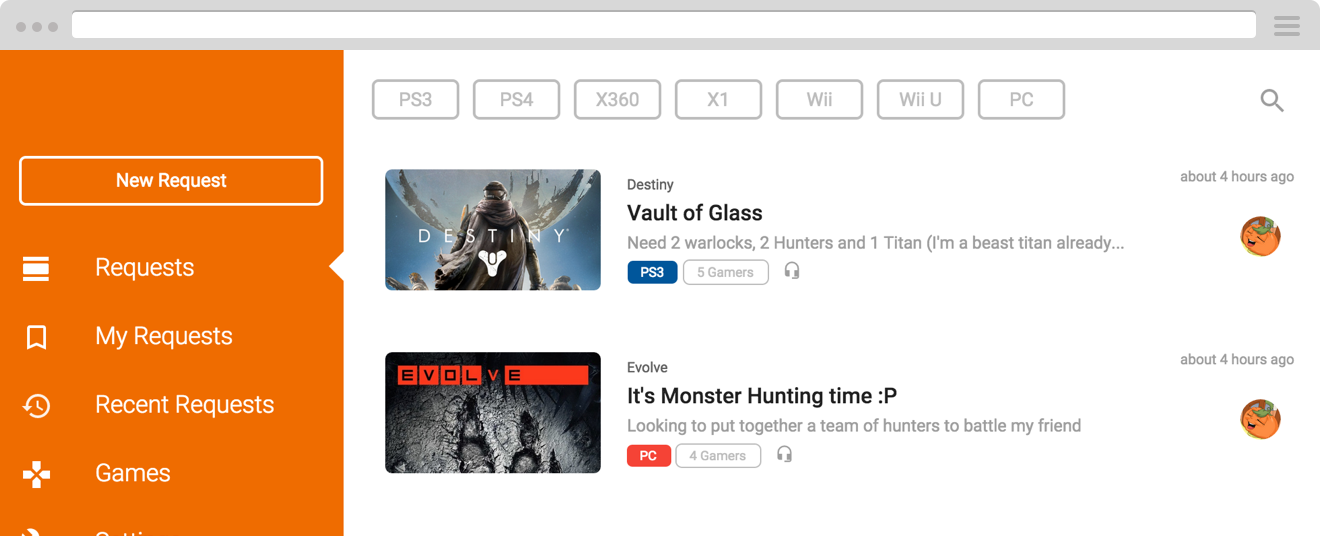 PS3 PS4 X360 X1 Wii Wii U PC
New Request
Requests
My Requests
Recent Requests
Games
DESTINY
Destiny
about 4 hours ago
Vault of Glass
Need 2 warlocks, 2 Hunters and 1 Titan (I'm a beast titan already...
PS3 5 Gamers
EVOLVE
Evolve
about 4 hours ago
It's Monster Hunting time :P
Looking to put together a team of hunters to battle my friend
PC 4 Gamers